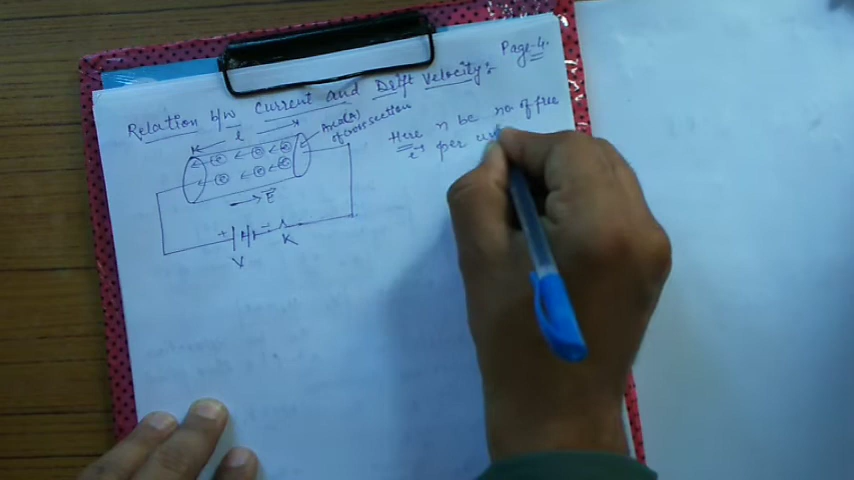 Page-4.
Relation b/w Current and Drift Velocity:-
l
Area(A)
of cross section
E
+ -
V
K
Here n be no of free
e-s per